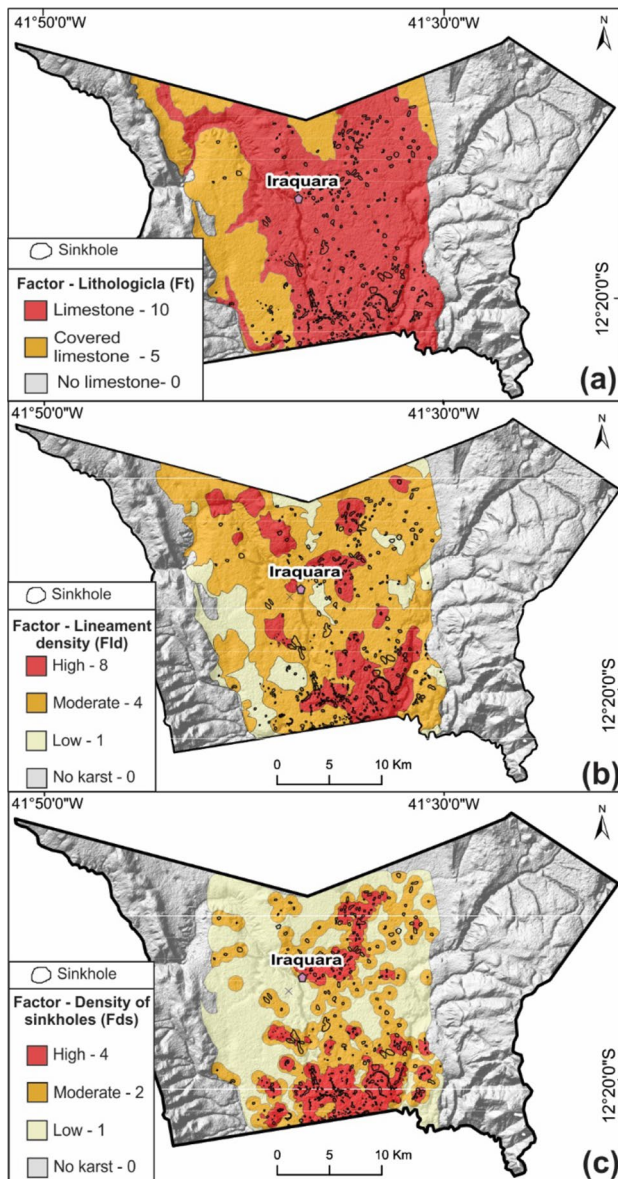 41°50'0"W
41°30'0"W
N
Iraquara
Sinkhole
Factor - Lithologicla (Ft)
Limestone - 10
Covered
limestone - 5
No limestone- 0
12°20'0"S
(a)
41°50'0"W
41°30'0"W
N
Iraquara
Sinkhole
Factor - Lineament
density (Fld)
High - 8
Moderate - 4
Low - 1
No karst - 0
0 5 10 Km
12°20'0"S
(b)
41°50'0"W
41°30'0"W
N
Iraquara
Sinkhole
Factor - Density of
sinkholes (Fds)
High - 4
Moderate - 2
Low - 1
No karst - 0
0 5 10 Km
12°20'0"S
(c)